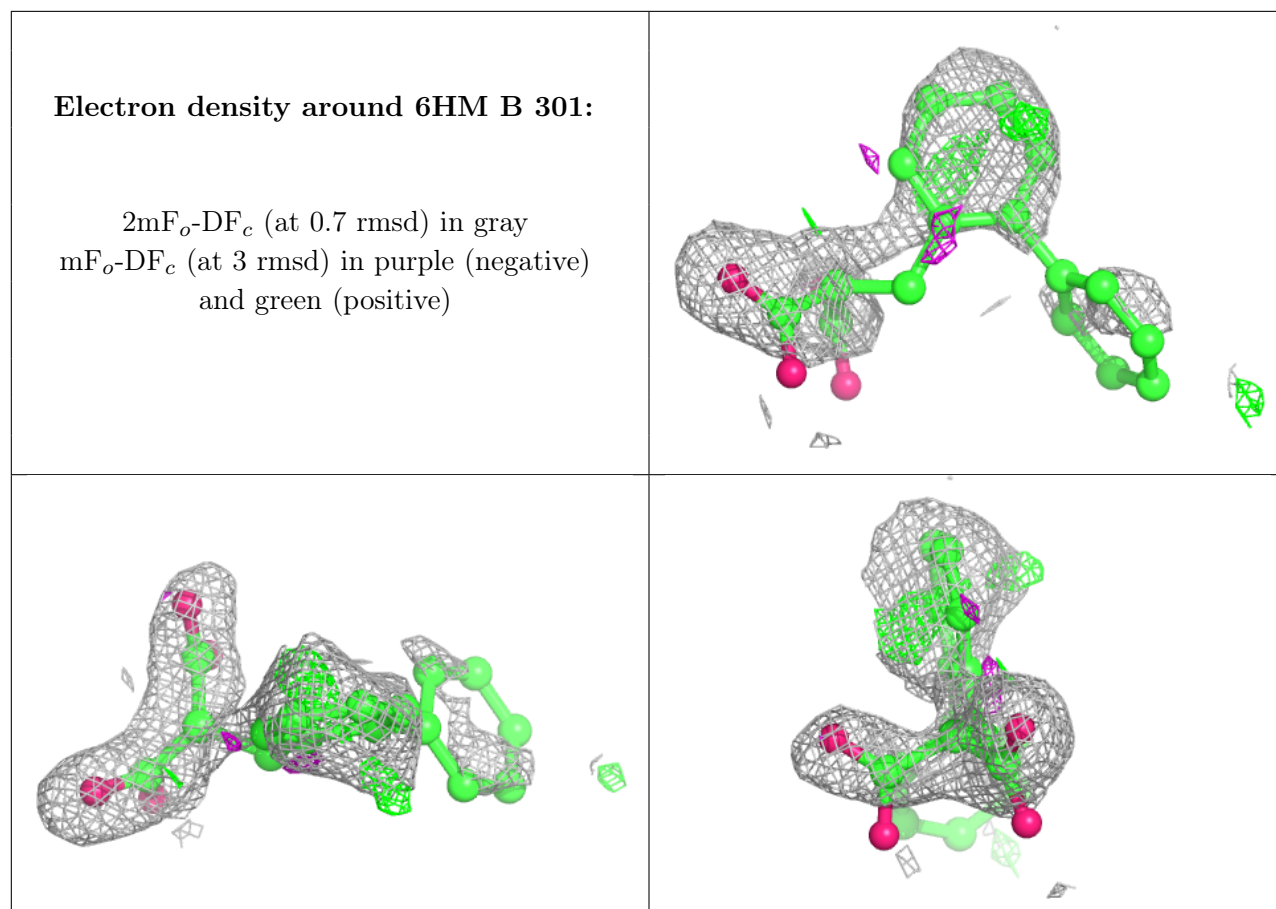 Electron density around 6HM B 301:
2mFo-DFc (at 0.7 rmsd) in gray
mFo-DFc (at 3 rmsd) in purple (negative)
and green (positive)